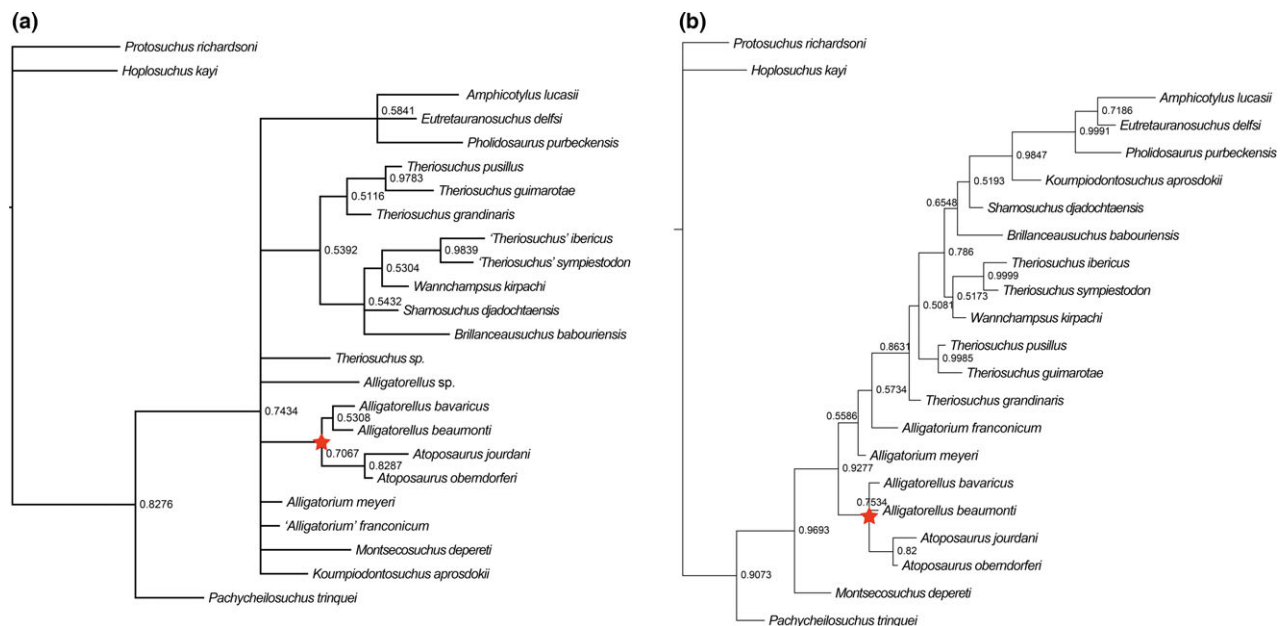 (a)
Protosuchus richardsoni
Hoplosuchus kayi
Amphicotylus lucasii
0.5841
Eutretauranosuchus delfsi
Pholidosaurus purbeckensis
Theriosuchus pusillus
0.9783
Theriosuchus guimarotae
0.5116
Theriosuchus grandinaris
'Theriosuchus' ibericus
0.5392
0.9839
'Theriosuchus' sympiestodon
0.5304
Wannchampsus kirpachi
0.5432
Shamosuchus djadochtaensis
Brillanceausuchus babouriensis
Theriosuchus sp.
Alligatorellus sp.
0.7434
Alligatorellus bavaricus
0.5308
Alligatorellus beaumonti
0.7067
Atoposaurus jourdani
0.8287
Atoposaurus oberndorferi
Alligatorium meyeri
0.8276
'Alligatorium' franconicum
Montsecosuchus depereti
Koumpiodontosuchus aprosdokii
Pachycheilosuchus trinquei
(b)
Protosuchus richardsoni
Hoplosuchus kayi
Amphicotylus lucasii
0.7186
Eutretauranosuchus delfsi
0.9991
Pholidosaurus purbeckensis
0.9847
Koumpiodontosuchus aprosdokii
0.5193
Shamosuchus djadochtaensis
0.6548
Brillanceausuchus babouriensis
0.786
Theriosuchus ibericus
0.9999
Theriosuchus sympiestodon
0.5081
0.5173
Wannchampsus kirpachi
Theriosuchus pusillus
0.8631
0.9985
Theriosuchus guimarotae
0.5734
Theriosuchus grandinaris
0.5586
Alligatorium franconicum
Alligatorium meyeri
0.9277
Alligatorellus bavaricus
0.7534
Alligatorellus beaumonti
0.9693
Atoposaurus jourdani
0.82
Atoposaurus oberndorferi
0.9073
Montsecosuchus depereti
Pachycheilosuchus trinquei